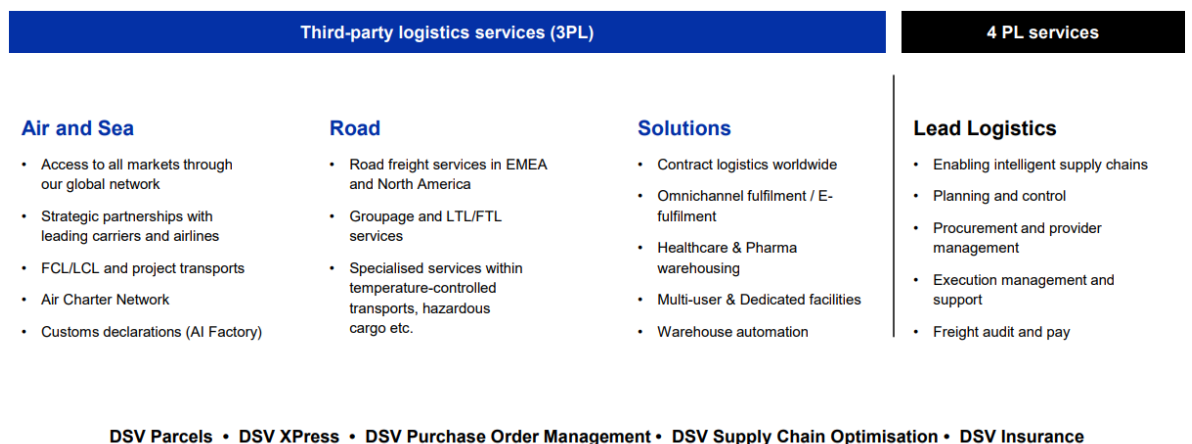 Third-party logistics services (3PL)
4 PL services
Air and Sea
• Access to all markets through
our global network
• Strategic partnerships with
leading carriers and airlines
• FCL/LCL and project transports
• Air Charter Network
• Customs declarations (AI Factory)
Road
• Road freight services in EMEA
and North America
• Groupage and LTL/FTL
services
• Specialised services within
temperature-controlled
transports, hazardous
cargo etc.
Solutions
• Contract logistics worldwide
• Omnichannel fulfilment / E-
fulfilment
• Healthcare & Pharma
warehousing
• Multi-user & Dedicated facilities
• Warehouse automation
Lead Logistics
• Enabling intelligent supply chains
• Planning and control
• Procurement and provider
management
• Execution management and
support
• Freight audit and pay
DSV Parcels • DSV XPress • DSV Purchase Order Management • DSV Supply Chain Optimisation • DSV Insurance